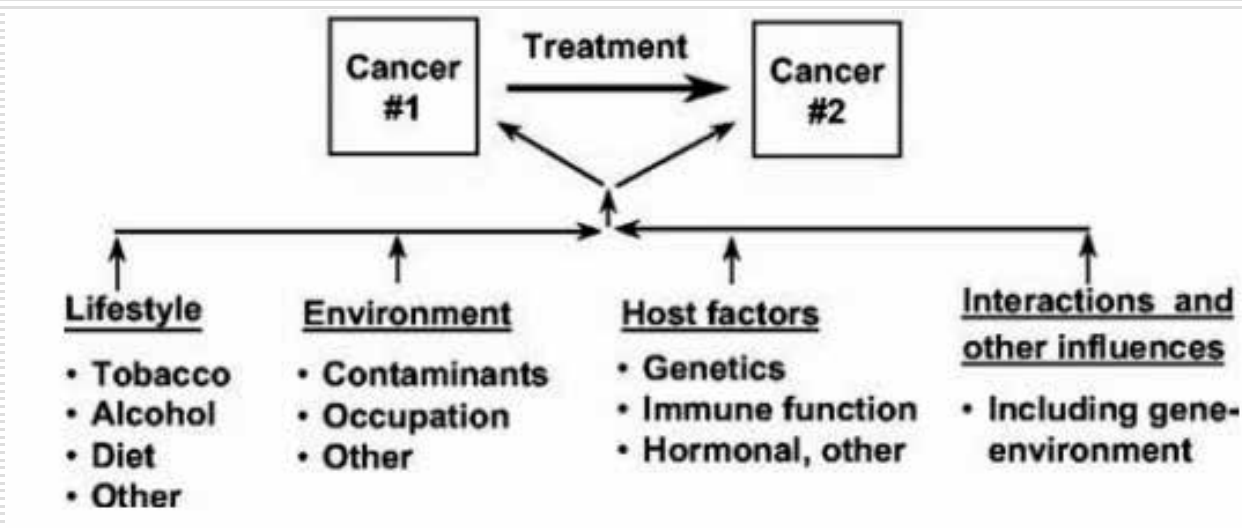 Treatment
Cancer
#1
Cancer
#2
Lifestyle
• Tobacco
• Alcohol
• Diet
• Other
Environment
• Contaminants
• Occupation
• Other
Host factors
• Genetics
• Immune function
• Hormonal, other
Interactions and
other influences
• Including gene-
environment